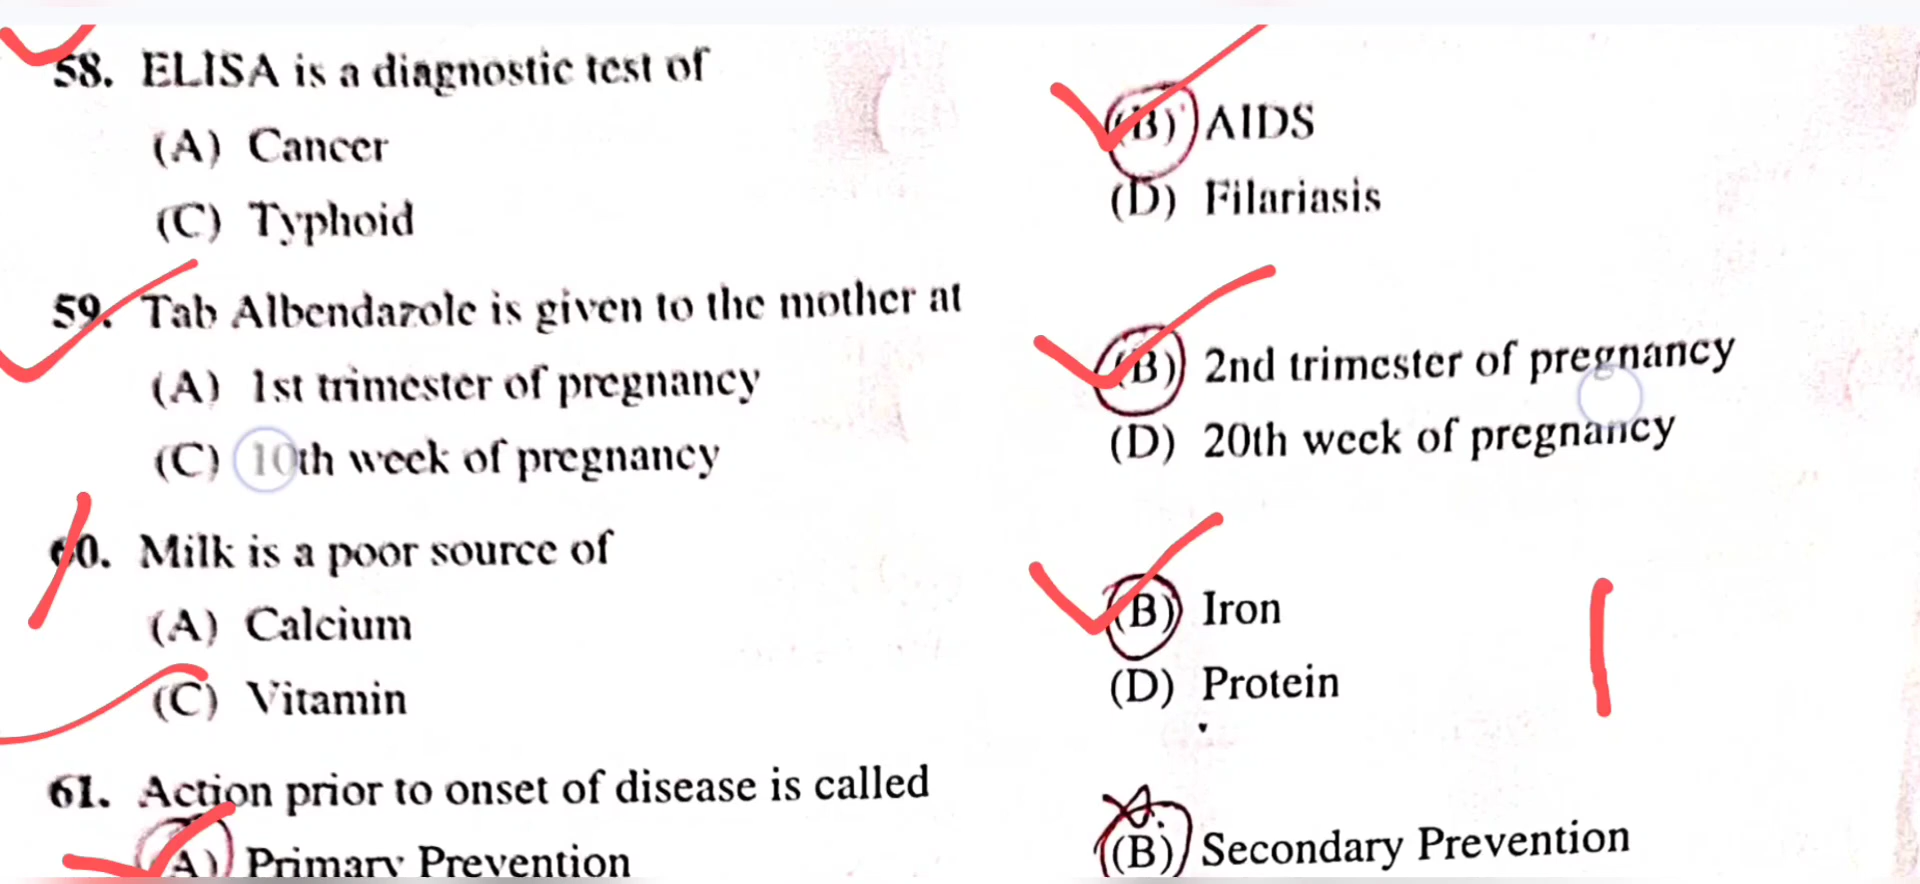 58. ELISA is a diagnostic test of
(A) Cancer
(B) AIDS
(C) Typhoid
(D) Filariasis
59. Tab Albendazole is given to the mother at
(A) 1st trimester of pregnancy
(B) 2nd trimester of pregnancy
(C) 10th week of pregnancy
(D) 20th week of pregnancy
60. Milk is a poor source of
(A) Calcium
(B) Iron
(C) Vitamin
(D) Protein
61. Action prior to onset of disease is called
(A) Primary Prevention
(B) Secondary Prevention